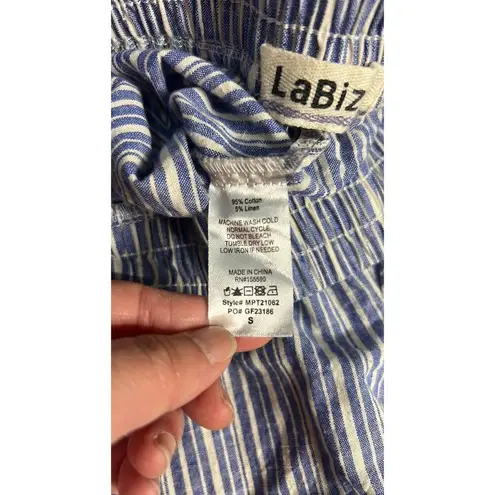 LaBiz
95% Cotton
5% Linen
MACHINE WASH COLD
NORMAL CYCLE
DO NOT BLEACH
TUMBLE DRY LOW
LOW IRON IF NEEDED
MADE IN CHINA
RN#155580
Style# MPT21062
PO# GF23186
S